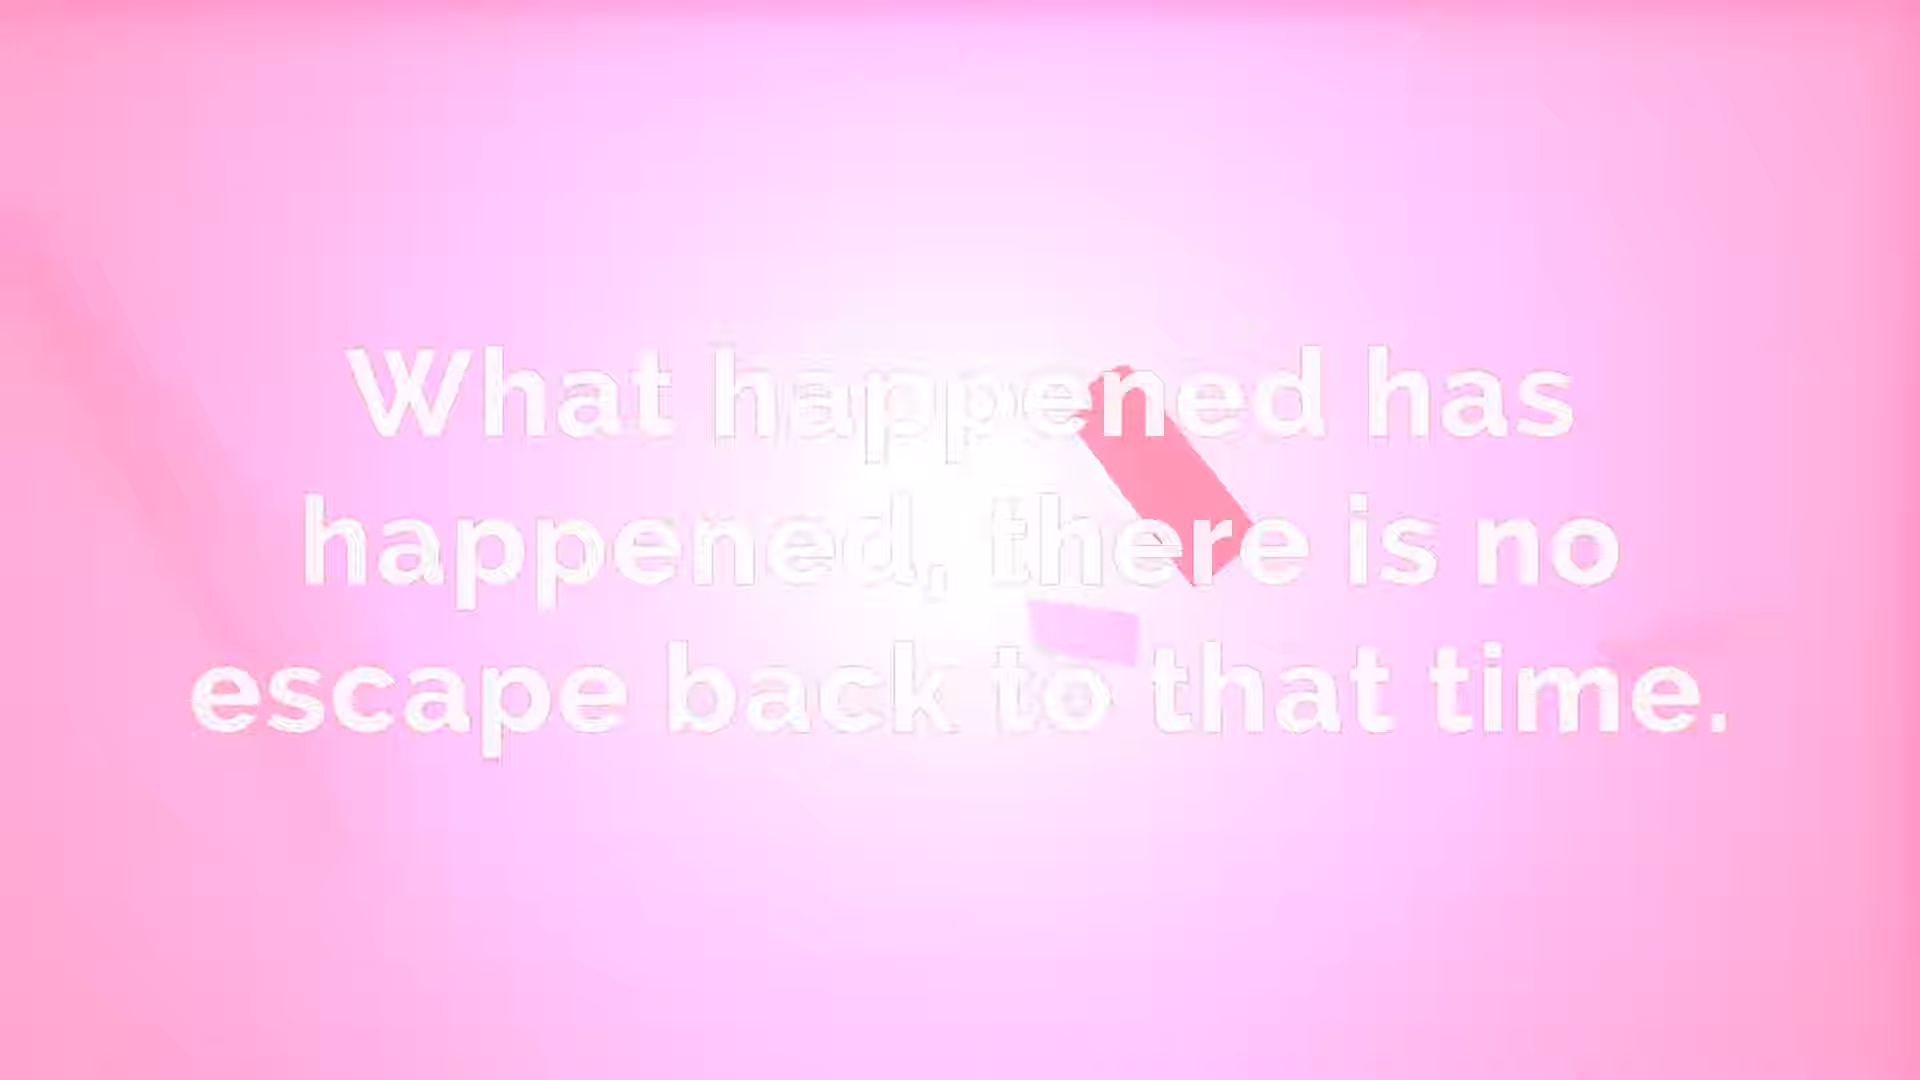 What happened has
happened, there is no
escape back to that time.